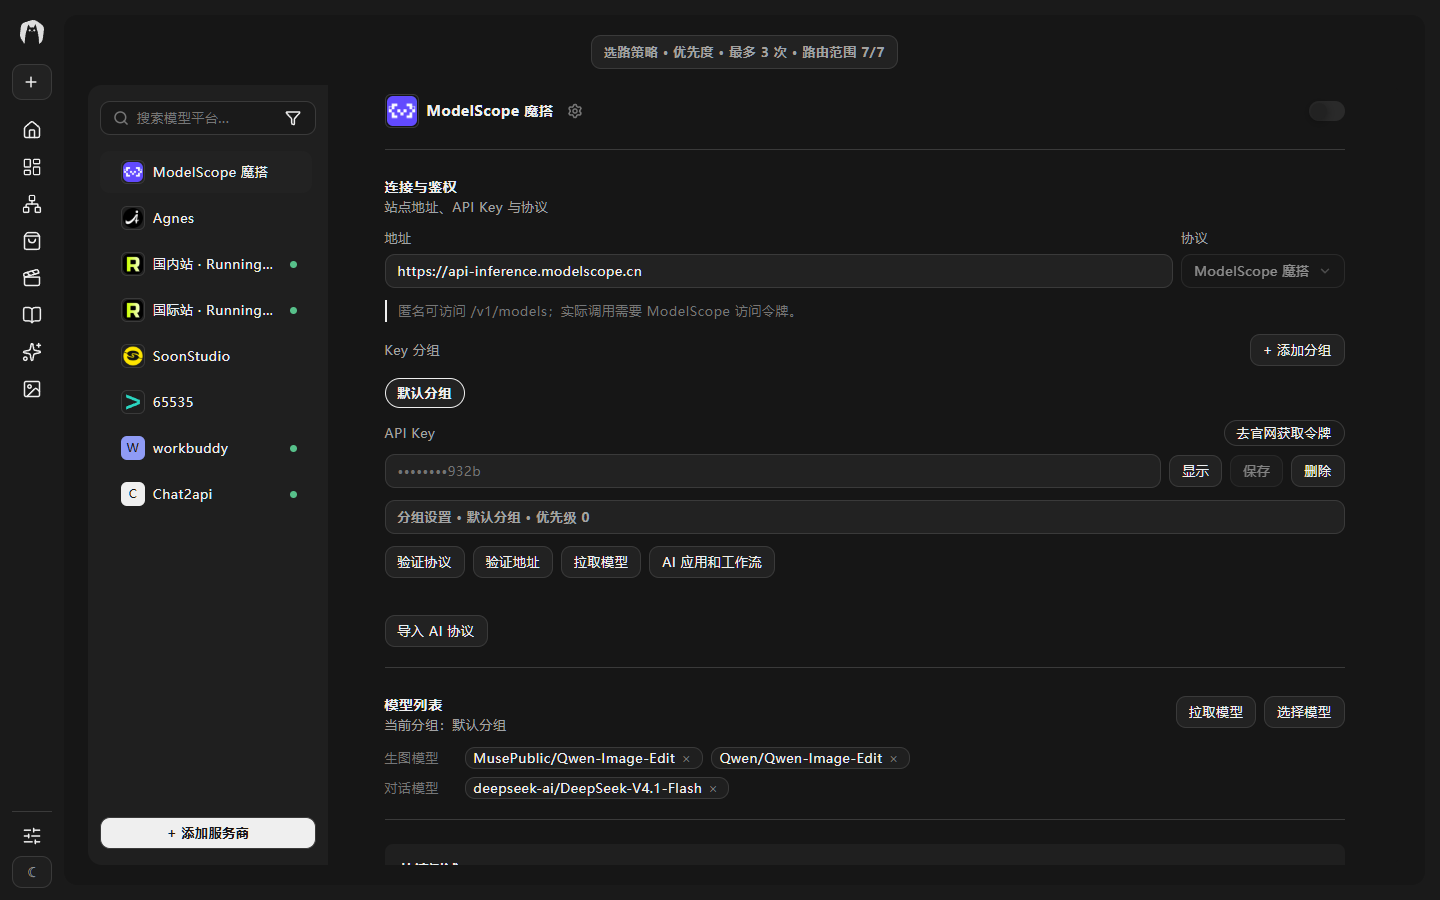 选路策略 • 优先度 • 最多 3 次 • 路由范围 7/7
搜索模型平台...
ModelScope 魔搭
Agnes
国内站 · Running...
国际站 · Running...
SoonStudio
65535
W workbuddy
C Chat2api
+ 添加服务商
ModelScope 魔搭
连接与鉴权
站点地址、API Key 与协议
地址
协议
https://api-inference.modelscope.cn
ModelScope 魔搭
匿名可访问 /v1/models；实际调用需要 ModelScope 访问令牌。
Key 分组
+ 添加分组
默认分组
API Key
去官网获取令牌
••••••••932b
显示
保存
删除
分组设置 • 默认分组 • 优先级 0
验证协议
验证地址
拉取模型
AI 应用和工作流
导入 AI 协议
模型列表
当前分组：默认分组
拉取模型
选择模型
生图模型
MusePublic/Qwen-Image-Edit ×
Qwen/Qwen-Image-Edit ×
对话模型
deepseek-ai/DeepSeek-V4.1-Flash ×